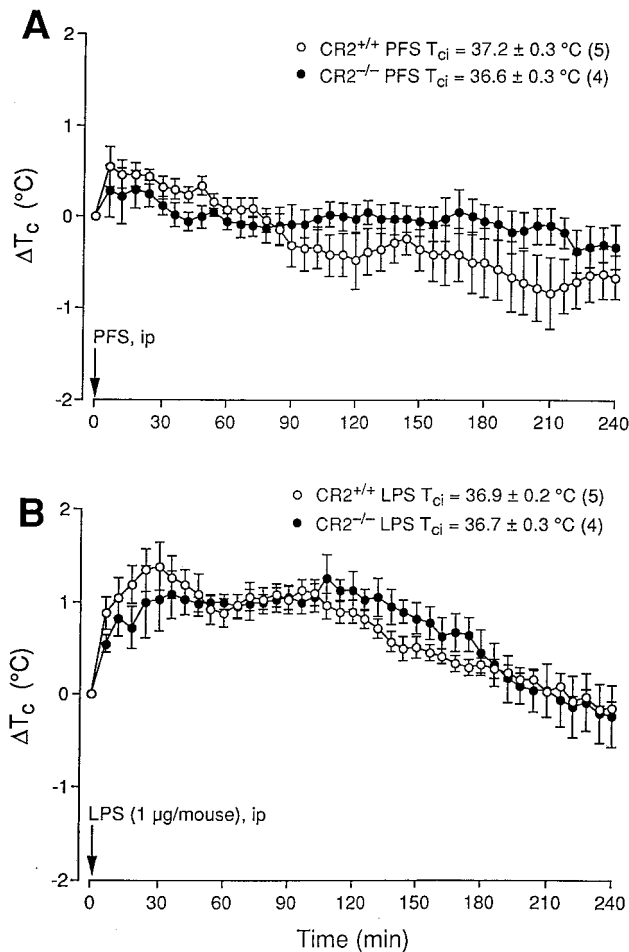 A
○ CR2+/+ PFS Tci = 37.2 ± 0.3 °C (5)
● CR2−/− PFS Tci = 36.6 ± 0.3 °C (4)
2
1
0
-1
-2
ΔTc (°C)
PFS, ip
0 30 60 90 120 150 180 210 240
B
○ CR2+/+ LPS Tci = 36.9 ± 0.2 °C (5)
● CR2−/− LPS Tci = 36.7 ± 0.3 °C (4)
2
1
0
-1
-2
ΔTc (°C)
LPS (1 µg/mouse), ip
0 30 60 90 120 150 180 210 240
Time (min)